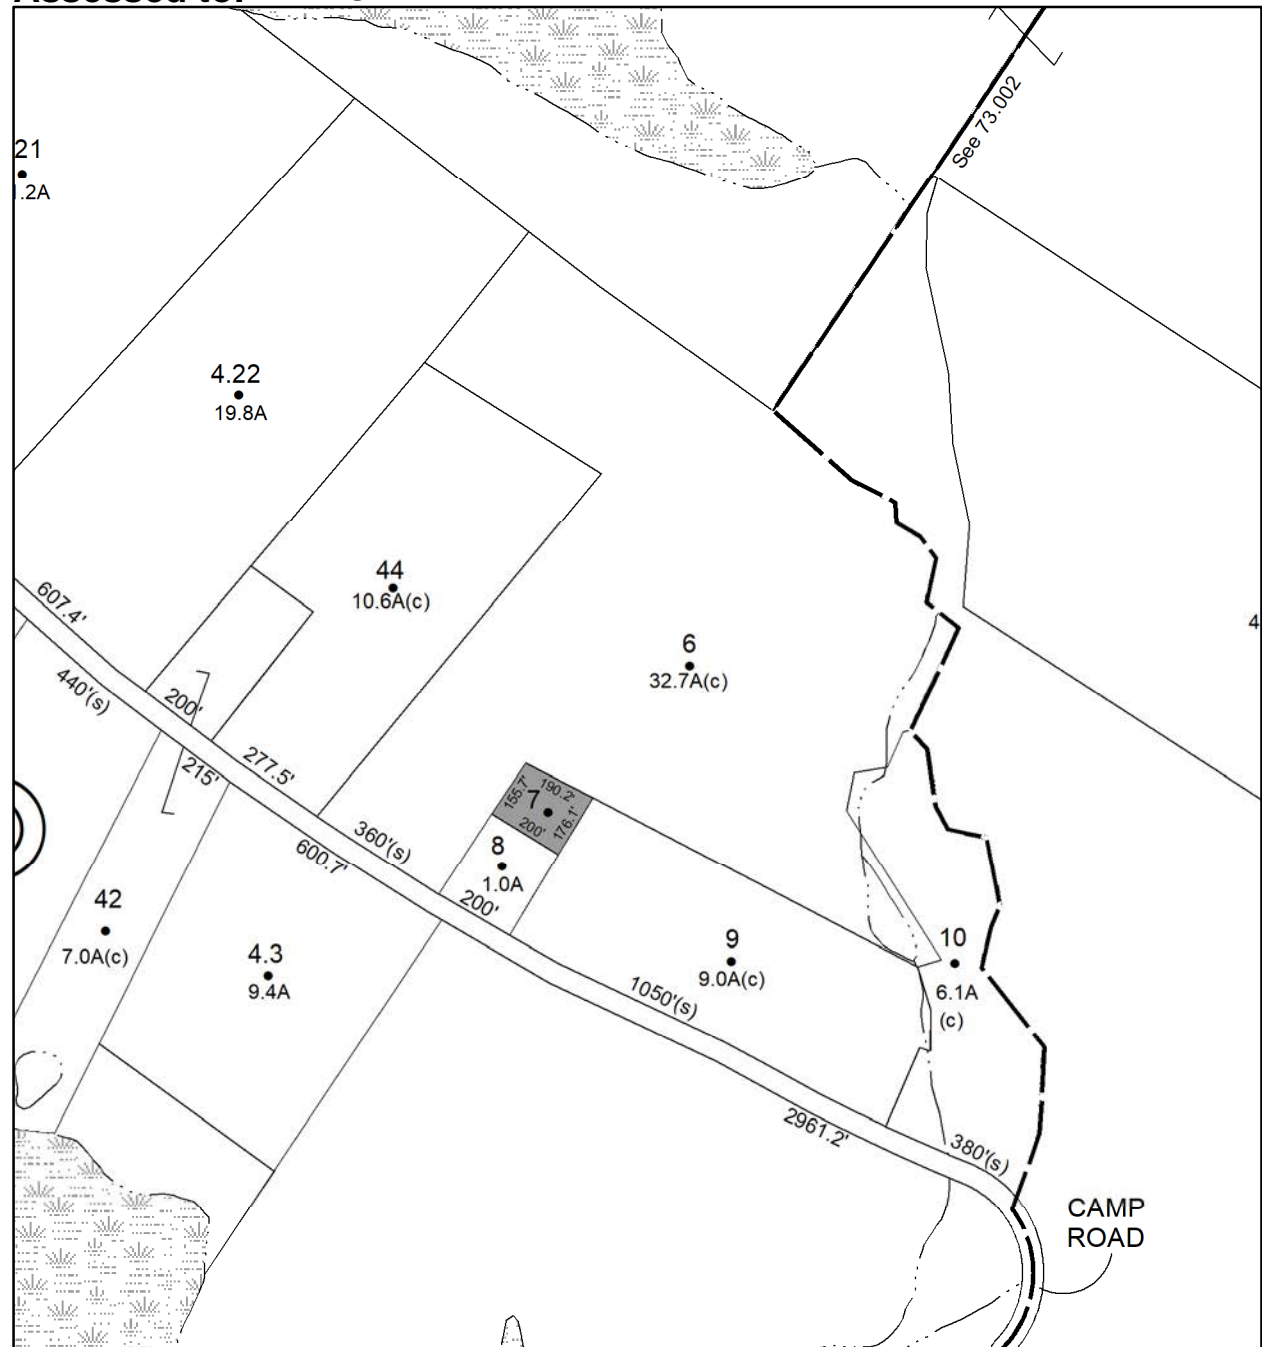 Assessed to:
See 73.002
21
1.2A
4.22
19.8A
44
10.6A(c)
607.4'
6
32.7A(c)
4
440'(s)
200'
215'
277.5'
190.2'
155.7'
7
200'
176.1'
360'(s)
600.7'
8
1.0A
200'
42
7.0A(c)
4.3
9.4A
9
9.0A(c)
10
6.1A
(c)
1050'(s)
2961.2'
380'(s)
CAMP
ROAD